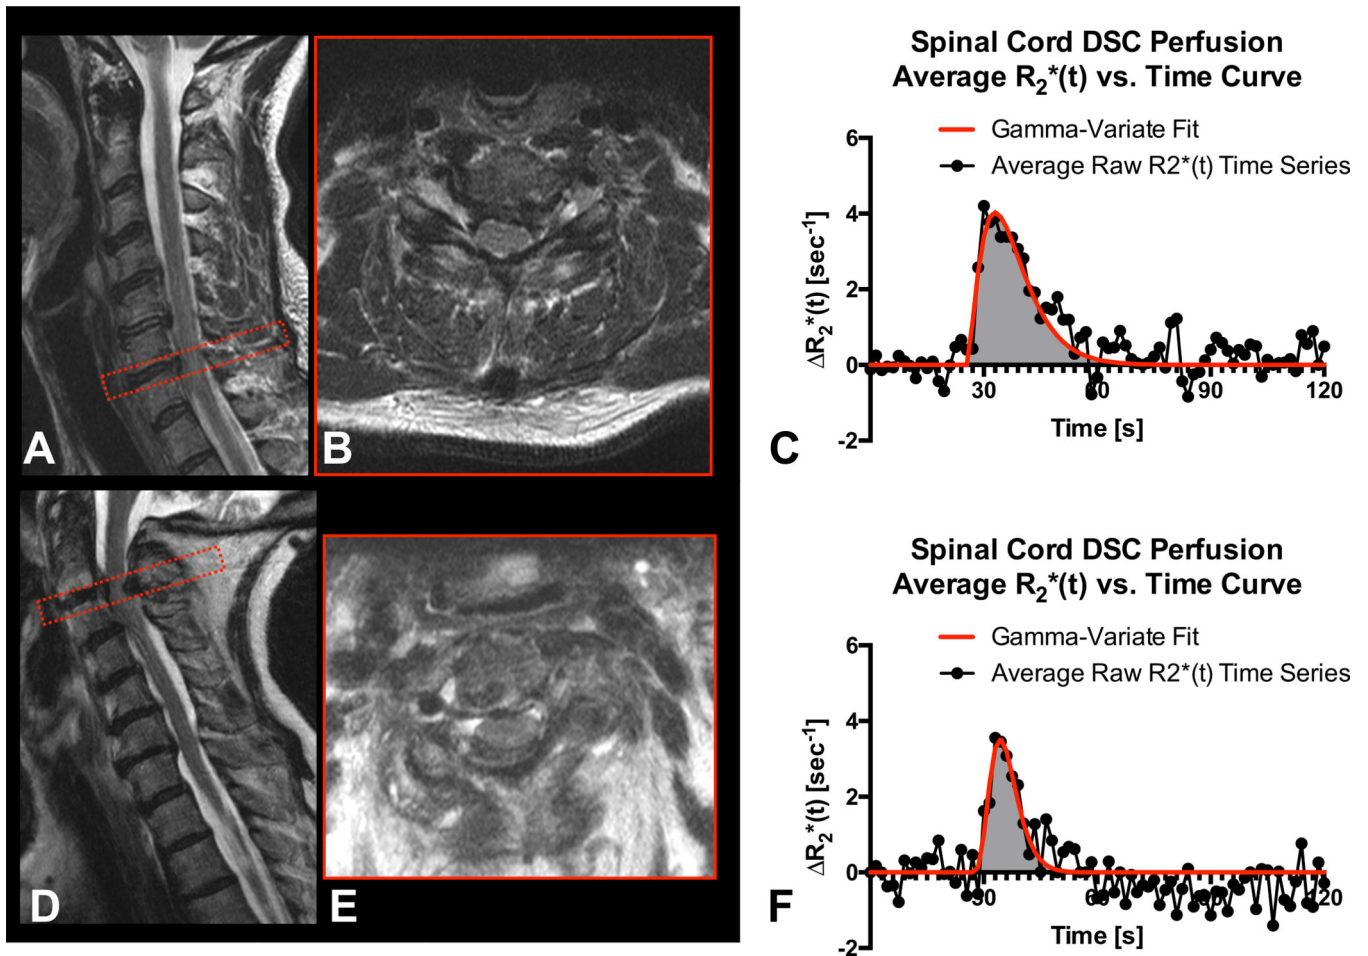 A
B
Spinal Cord DSC Perfusion
Average R₂*(t) vs. Time Curve
Gamma-Variate Fit
Average Raw R2*(t) Time Series
ΔR₂*(t) [sec⁻¹]
6
4
2
0
-2
30
60
90
120
Time [s]
C
D
E
Spinal Cord DSC Perfusion
Average R₂*(t) vs. Time Curve
Gamma-Variate Fit
Average Raw R2*(t) Time Series
ΔR₂*(t) [sec⁻¹]
6
4
2
0
-2
30
60
90
120
Time [s]
F